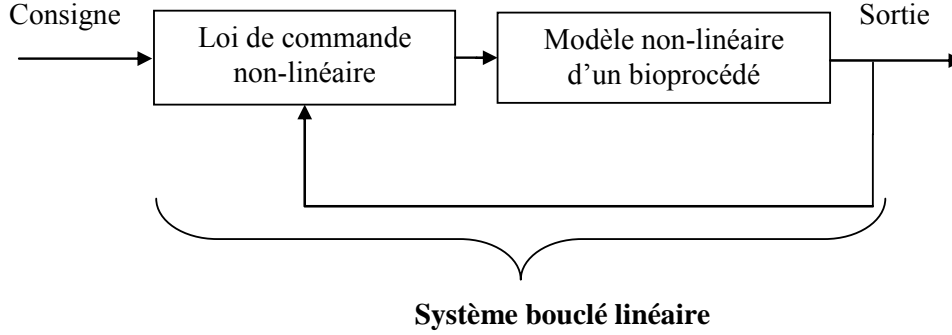 Consigne
Loi de commande
non-linéaire
Modèle non-linéaire
d'un bioprocédé
Sortie
Système bouclé linéaire